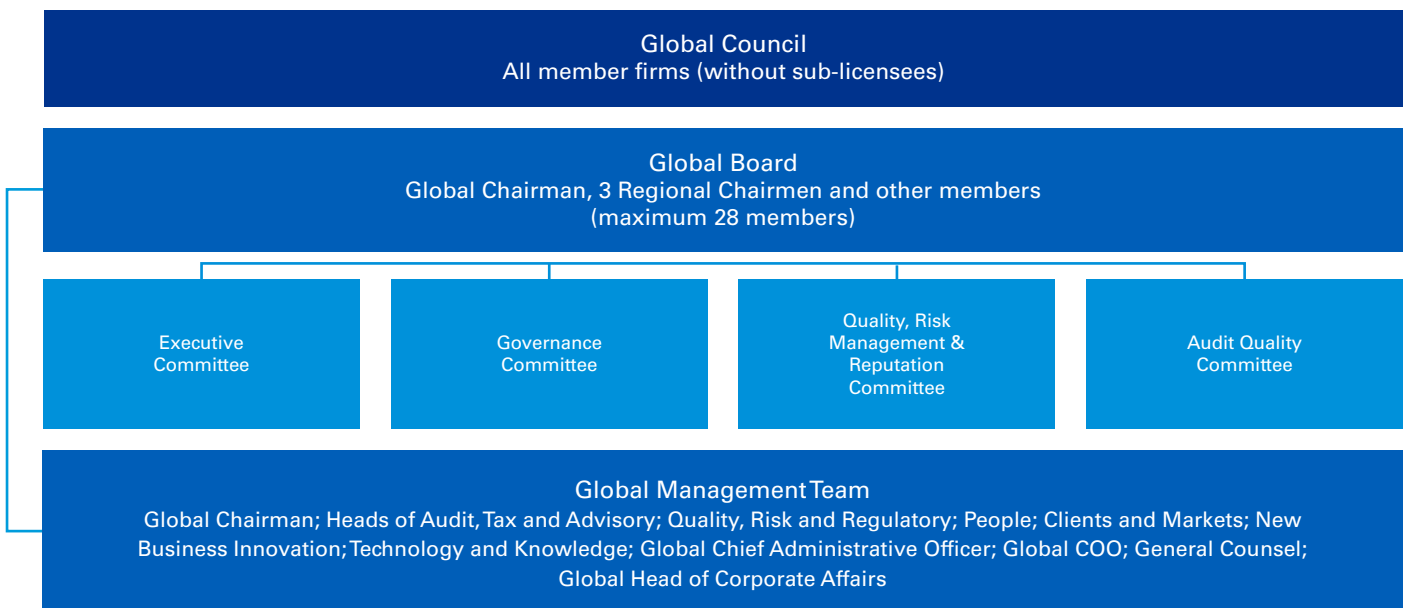 Global Council
All member firms (without sub-licensees)
Global Board
Global Chairman, 3 Regional Chairmen and other members
(maximum 28 members)
Executive
Committee
Governance
Committee
Quality, Risk
Management &
Reputation
Committee
Audit Quality
Committee
Global Management Team
Global Chairman; Heads of Audit, Tax and Advisory; Quality, Risk and Regulatory; People; Clients and Markets; New
Business Innovation; Technology and Knowledge; Global Chief Administrative Officer; Global COO; General Counsel;
Global Head of Corporate Affairs